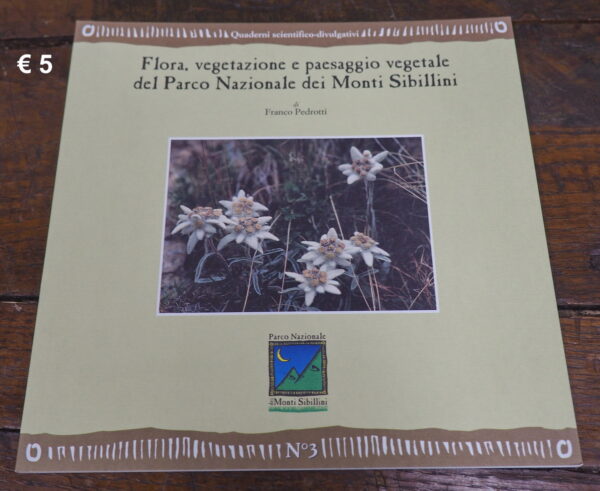 Quaderni scientifico-divulgativi
€ 5
Flora, vegetazione e paesaggio vegetale
del Parco Nazionale dei Monti Sibillini
di
Franco Pedrotti
Parco Nazionale
dei Monti Sibillini
N°3